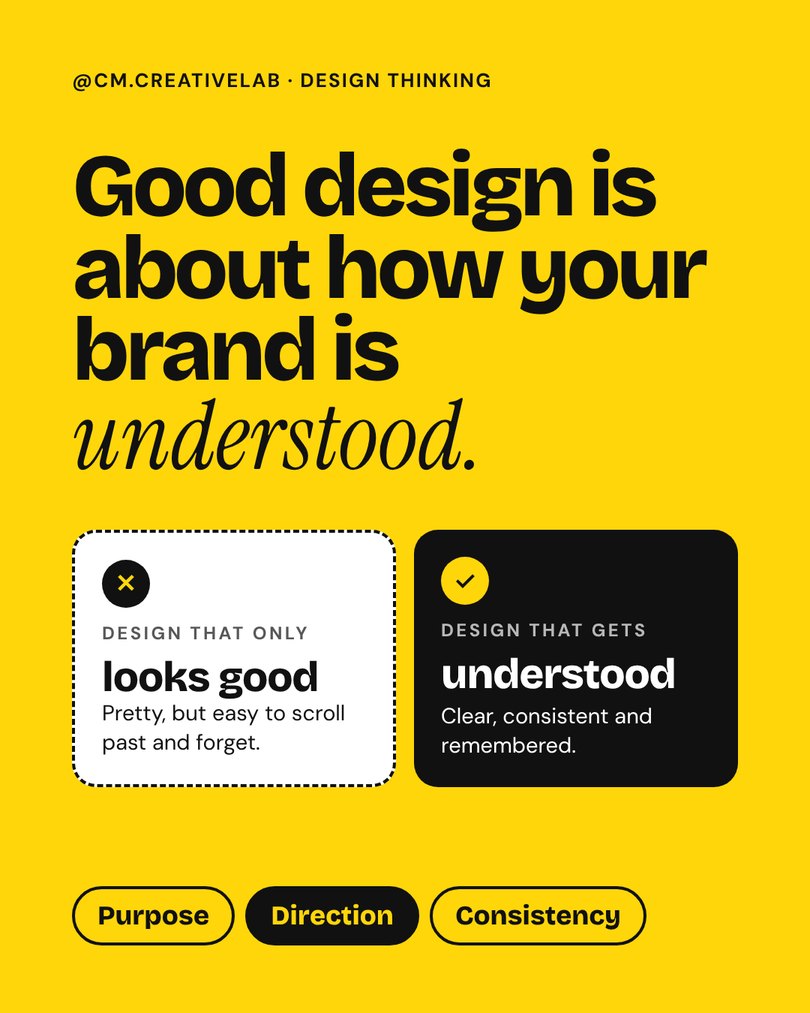 @CM.CREATIVELAB · DESIGN THINKING
Good design is
about how your
brand is
understood.
DESIGN THAT ONLY
looks good
Pretty, but easy to scroll
past and forget.
DESIGN THAT GETS
understood
Clear, consistent and
remembered.
Purpose
Direction
Consistency